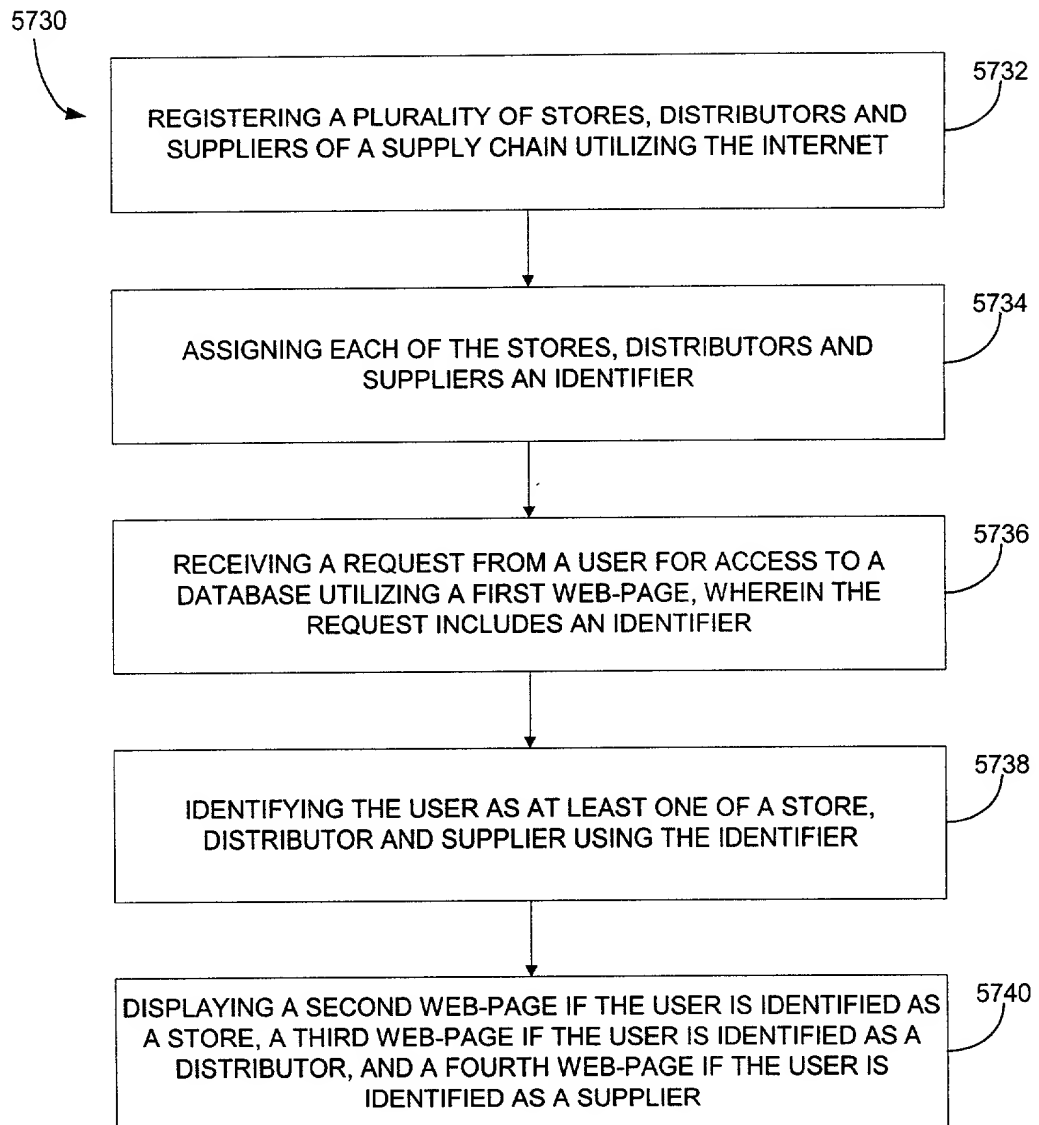 5730
5732
REGISTERING A PLURALITY OF STORES, DISTRIBUTORS AND
SUPPLIERS OF A SUPPLY CHAIN UTILIZING THE INTERNET
5734
ASSIGNING EACH OF THE STORES, DISTRIBUTORS AND
SUPPLIERS AN IDENTIFIER
5736
RECEIVING A REQUEST FROM A USER FOR ACCESS TO A
DATABASE UTILIZING A FIRST WEB-PAGE, WHEREIN THE
REQUEST INCLUDES AN IDENTIFIER
5738
IDENTIFYING THE USER AS AT LEAST ONE OF A STORE,
DISTRIBUTOR AND SUPPLIER USING THE IDENTIFIER
5740
DISPLAYING A SECOND WEB-PAGE IF THE USER IS IDENTIFIED AS
A STORE, A THIRD WEB-PAGE IF THE USER IS IDENTIFIED AS A
DISTRIBUTOR, AND A FOURTH WEB-PAGE IF THE USER IS
IDENTIFIED AS A SUPPLIER